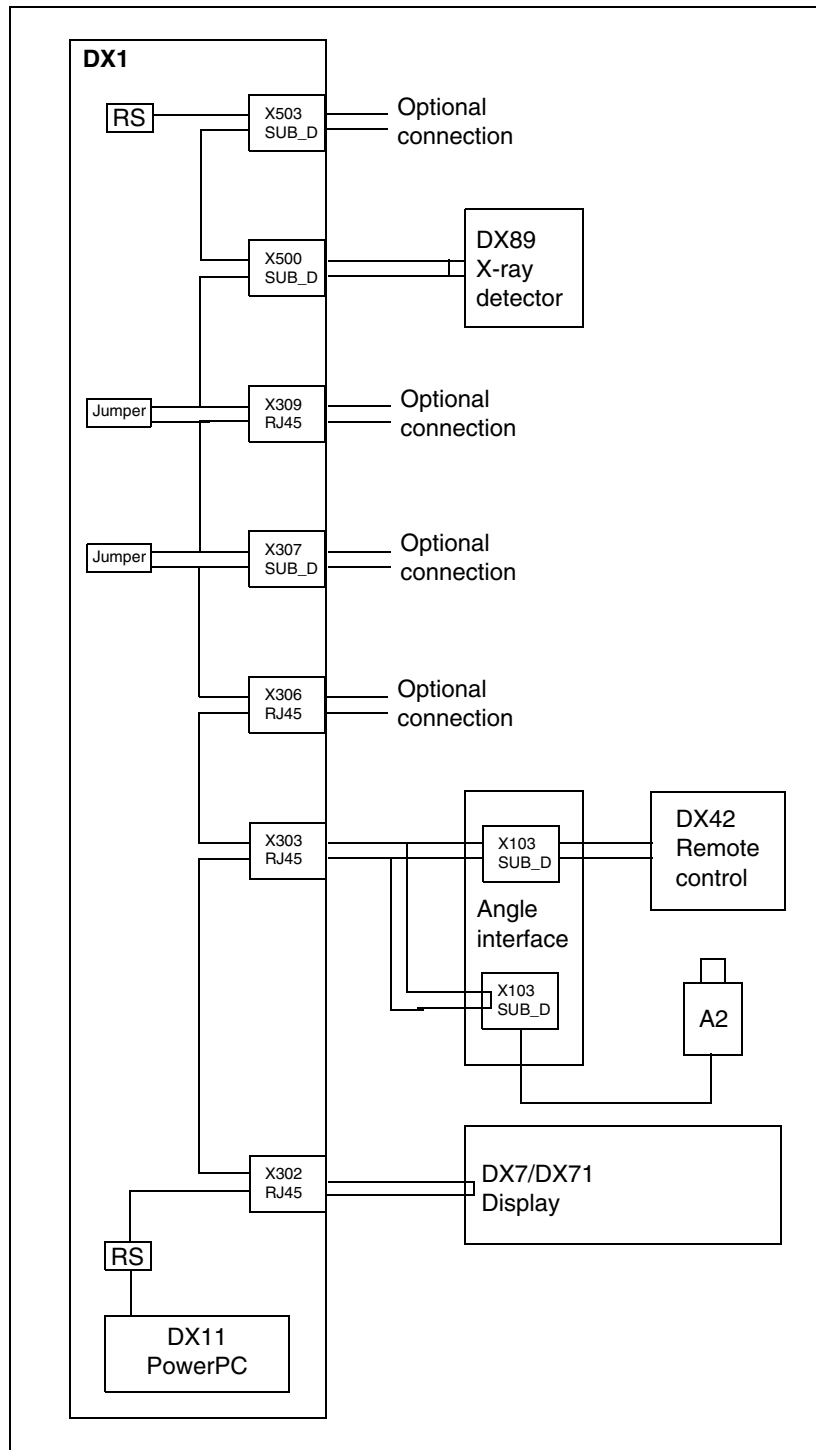 DX1
RS
X503
SUB_D
Optional
connection
X500
SUB_D
DX89
X-ray
detector
Jumper
X309
RJ45
Optional
connection
Jumper
X307
SUB_D
Optional
connection
X306
RJ45
Optional
connection
X303
RJ45
X103
SUB_D
DX42
Remote
control
Angle
interface
X103
SUB_D
A2
X302
RJ45
DX7/DX71
Display
RS
DX11
PowerPC